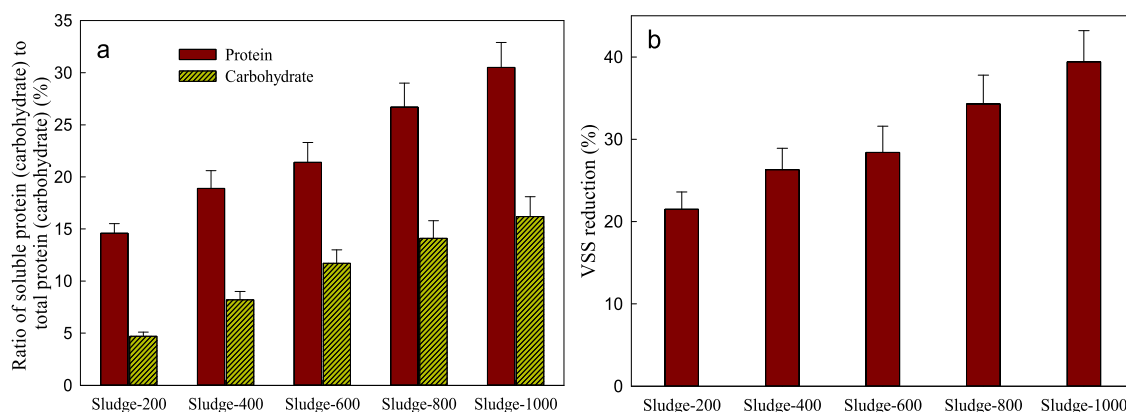 a
Protein
Carbohydrate
Ratio of soluble protein (carbohydrate) to
total protein (carbohydrate) (%)
35
30
25
20
15
10
5
0
Sludge-200 Sludge-400 Sludge-600 Sludge-800 Sludge-1000
b
VSS reduction (%)
40
30
20
10
0
Sludge-200 Sludge-400 Sludge-600 Sludge-800 Sludge-1000